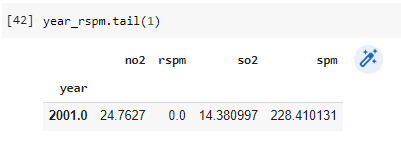 [42] year_rspm.tail(1)
no2 rspm so2 spm
year
2001.0 24.7627 0.0 14.380997 228.410131